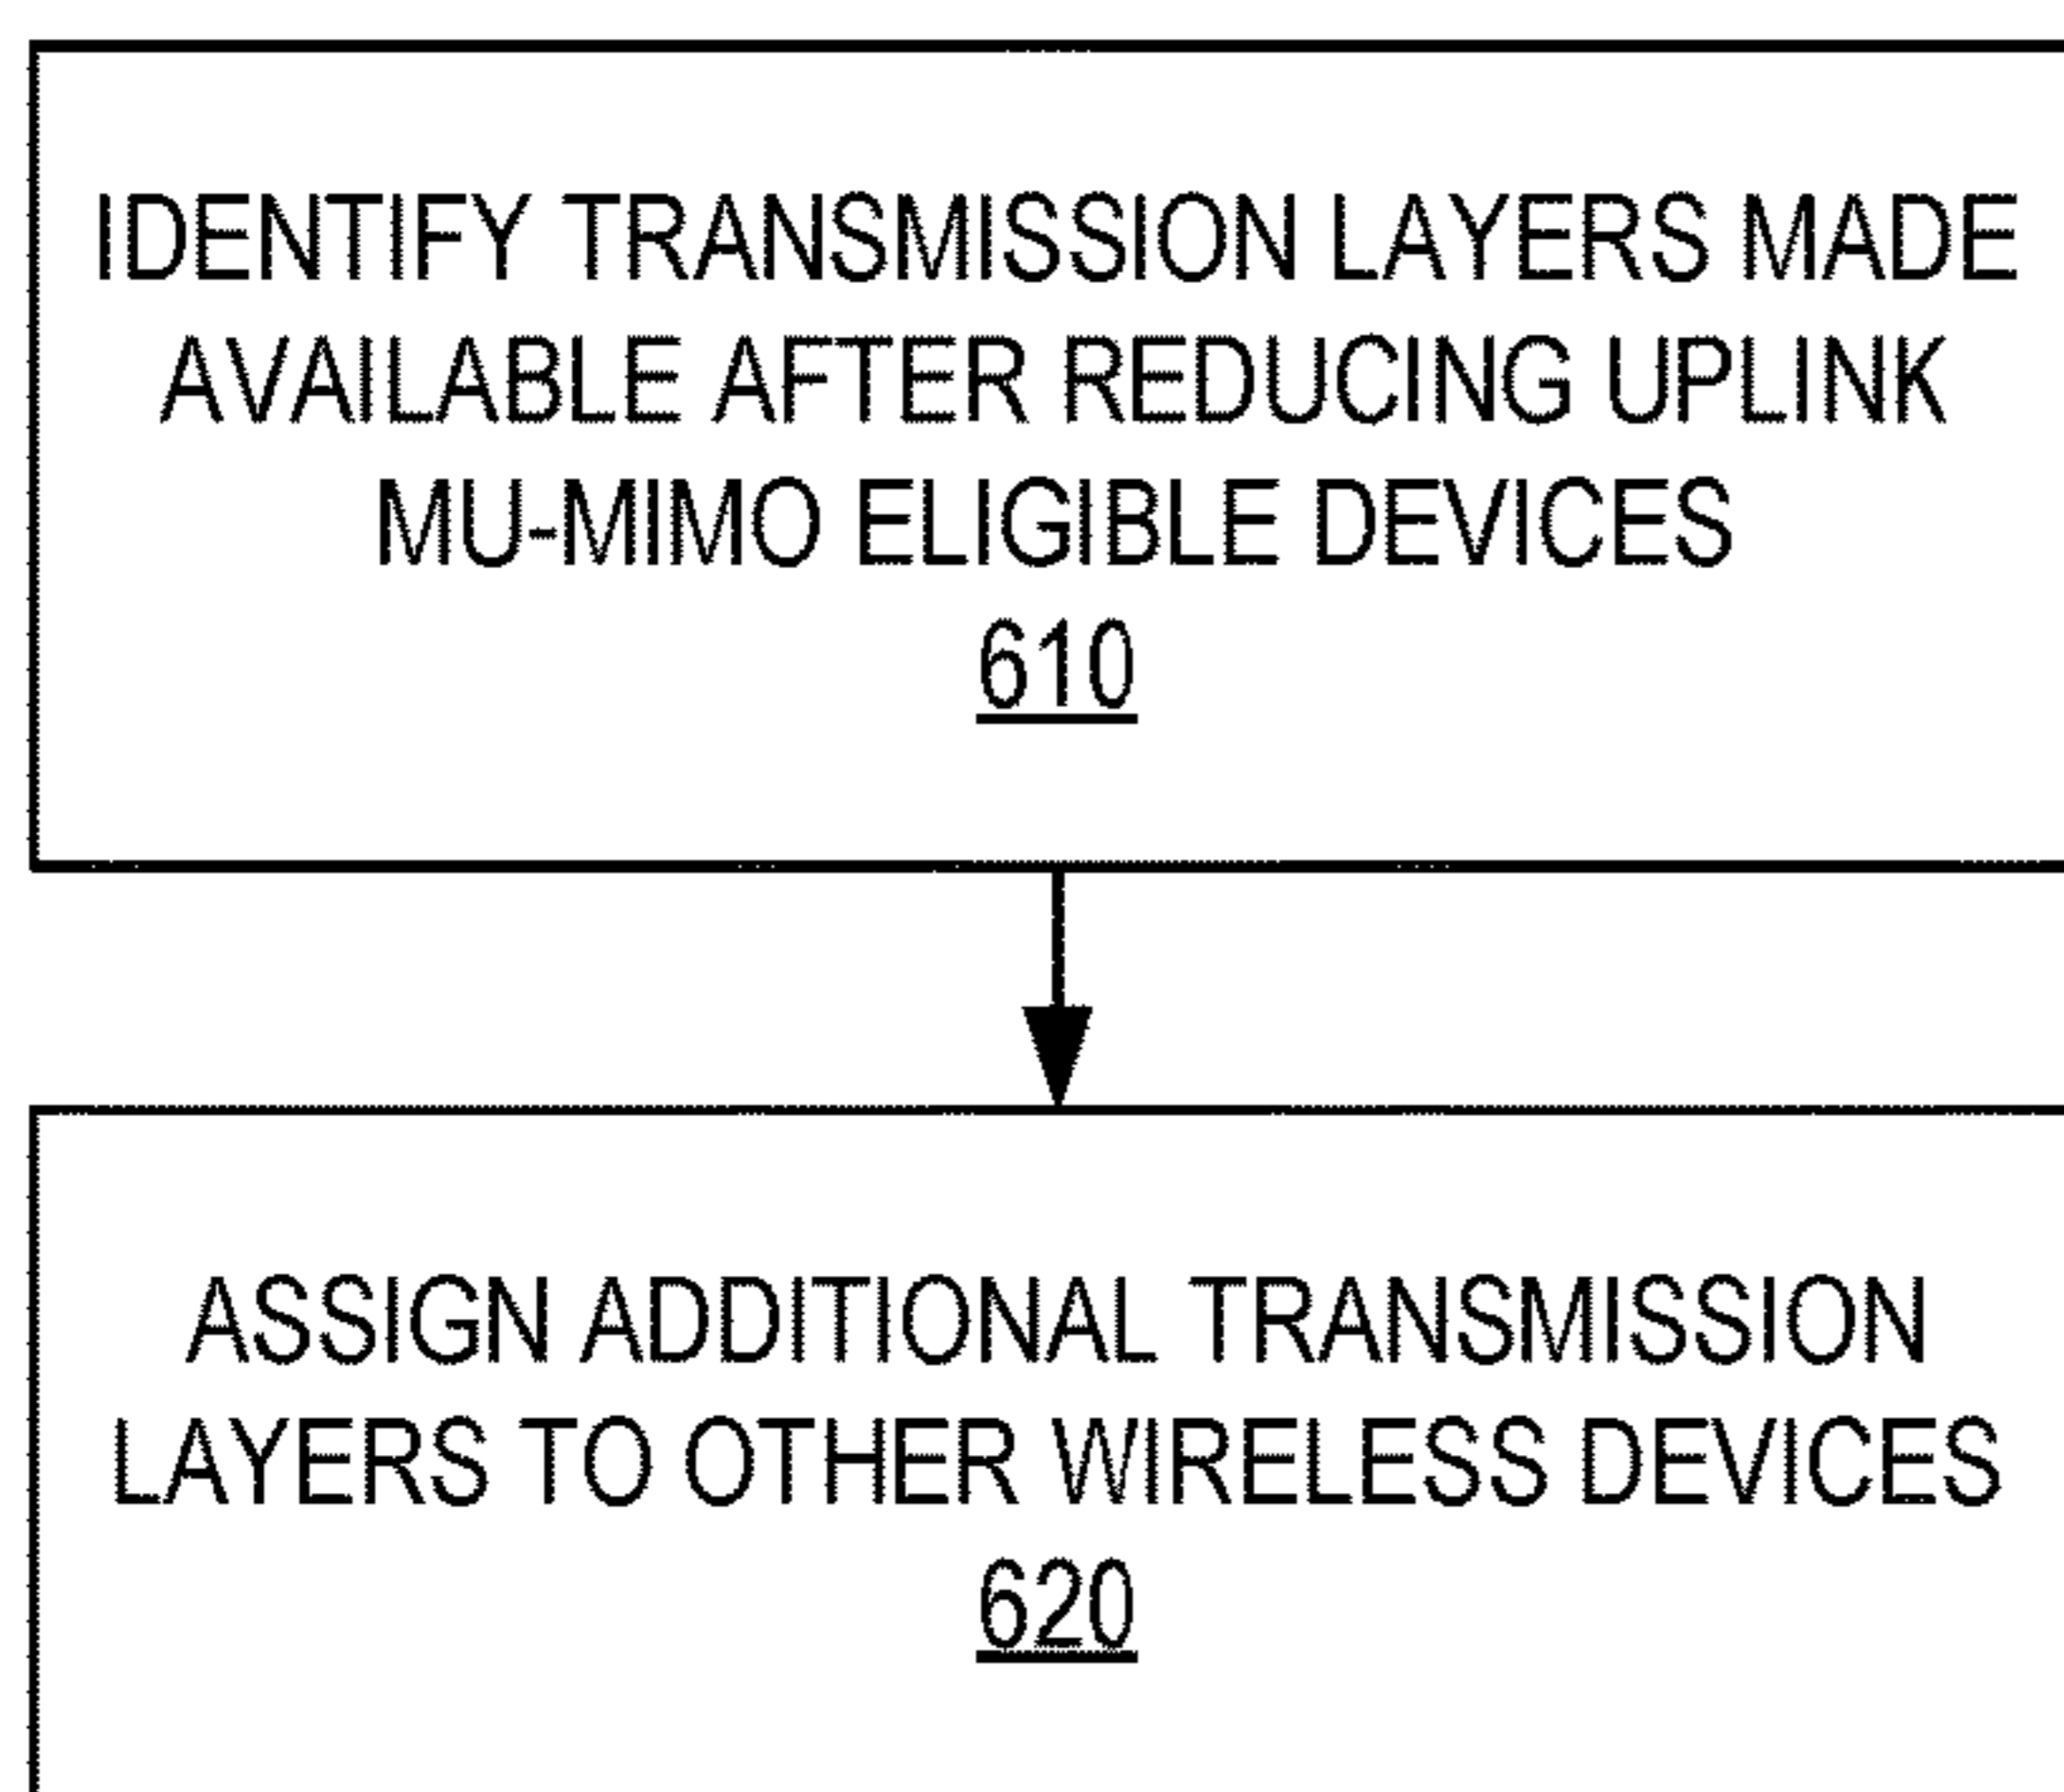 IDENTIFY TRANSMISSION LAYERS MADE
AVAILABLE AFTER REDUCING UPLINK
MU-MIMO ELIGIBLE DEVICES
610
ASSIGN ADDITIONAL TRANSMISSION
LAYERS TO OTHER WIRELESS DEVICES
620